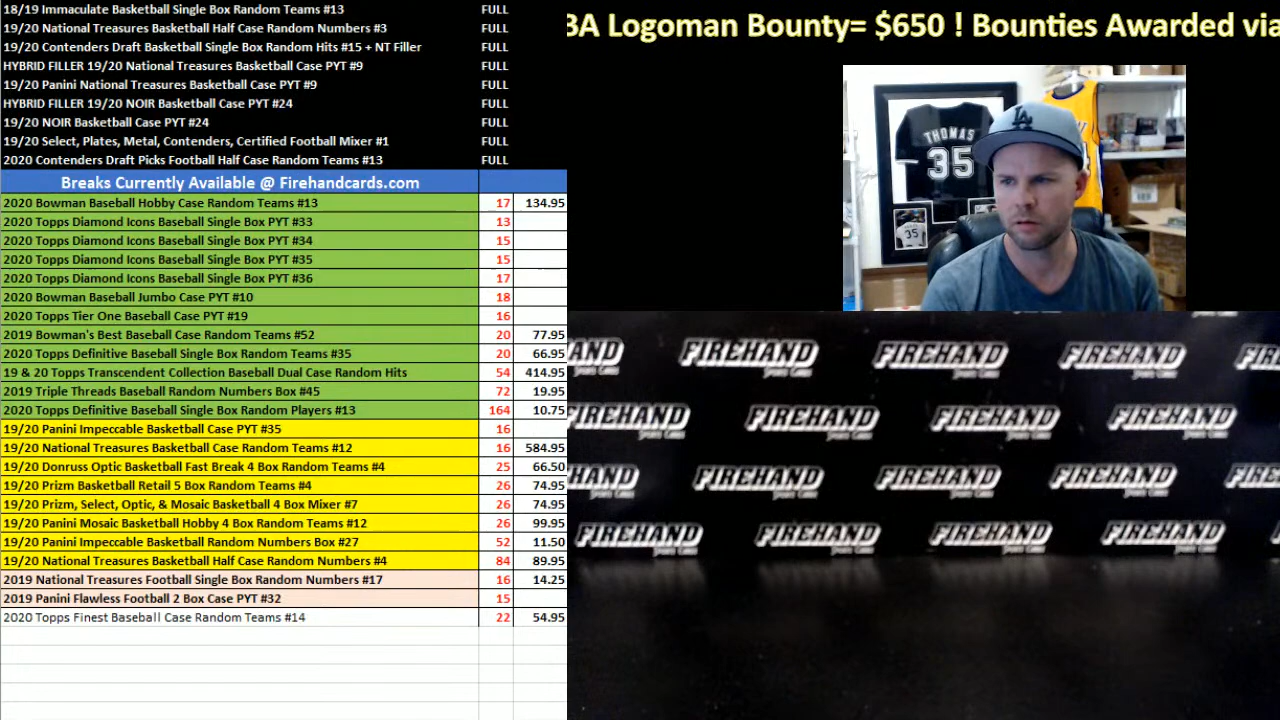 18/19 Immaculate Basketball Single Box Random Teams #13 FULL
19/20 National Treasures Basketball Half Case Random Numbers #3 FULL
19/20 Contenders Draft Basketball Single Box Random Hits #15 + NT Filler FULL
HYBRID FILLER 19/20 National Treasures Basketball Case PYT #9 FULL
19/20 Panini National Treasures Basketball Case PYT #9 FULL
HYBRID FILLER 19/20 NOIR Basketball Case PYT #24 FULL
19/20 NOIR Basketball Case PYT #24 FULL
19/20 Select, Plates, Metal, Contenders, Certified Football Mixer #1 FULL
2020 Contenders Draft Picks Football Half Case Random Teams #13 FULL
Breaks Currently Available @ Firehandcards.com
2020 Bowman Baseball Hobby Case Random Teams #13 17 134.95
2020 Topps Diamond Icons Baseball Single Box PYT #33 13
2020 Topps Diamond Icons Baseball Single Box PYT #34 15
2020 Topps Diamond Icons Baseball Single Box PYT #35 15
2020 Topps Diamond Icons Baseball Single Box PYT #36 17
2020 Bowman Baseball Jumbo Case PYT #10 18
2020 Topps Tier One Baseball Case PYT #19 16
2019 Bowman's Best Baseball Case Random Teams #52 20 77.95
2020 Topps Definitive Baseball Single Box Random Teams #35 20 66.95
19 & 20 Topps Transcendent Collection Baseball Dual Case Random Hits 54 414.95
2019 Triple Threads Baseball Random Numbers Box #45 72 19.95
2020 Topps Definitive Baseball Single Box Random Players #13 164 10.75
19/20 Panini Impeccable Basketball Case PYT #35 16
19/20 National Treasures Basketball Case Random Teams #12 16 584.95
19/20 Donruss Optic Basketball Fast Break 4 Box Random Teams #4 25 66.50
19/20 Prizm Basketball Retail 5 Box Random Teams #4 26 74.95
19/20 Prizm, Select, Optic, & Mosaic Basketball 4 Box Mixer #7 26 74.95
19/20 Panini Mosaic Basketball Hobby 4 Box Random Teams #12 26 99.95
19/20 Panini Impeccable Basketball Random Numbers Box #27 52 11.50
19/20 National Treasures Basketball Half Case Random Numbers #4 84 89.95
2019 National Treasures Football Single Box Random Numbers #17 16 14.25
2019 Panini Flawless Football 2 Box Case PYT #32 15
2020 Topps Finest Baseball Case Random Teams #14 22 54.95
BA Logoman Bounty= $650 ! Bounties Awarded via
THOMAS
35
35
LA
HAND FIREHAND FIREHAND FIREHAND FIREH
FIREHAND FIREHAND FIREHAND FIREHAND
HAND FIREHAND FIREHAND FIREHAND FIREH
FIREHAND FIREHAND FIREHAND FIREHAND